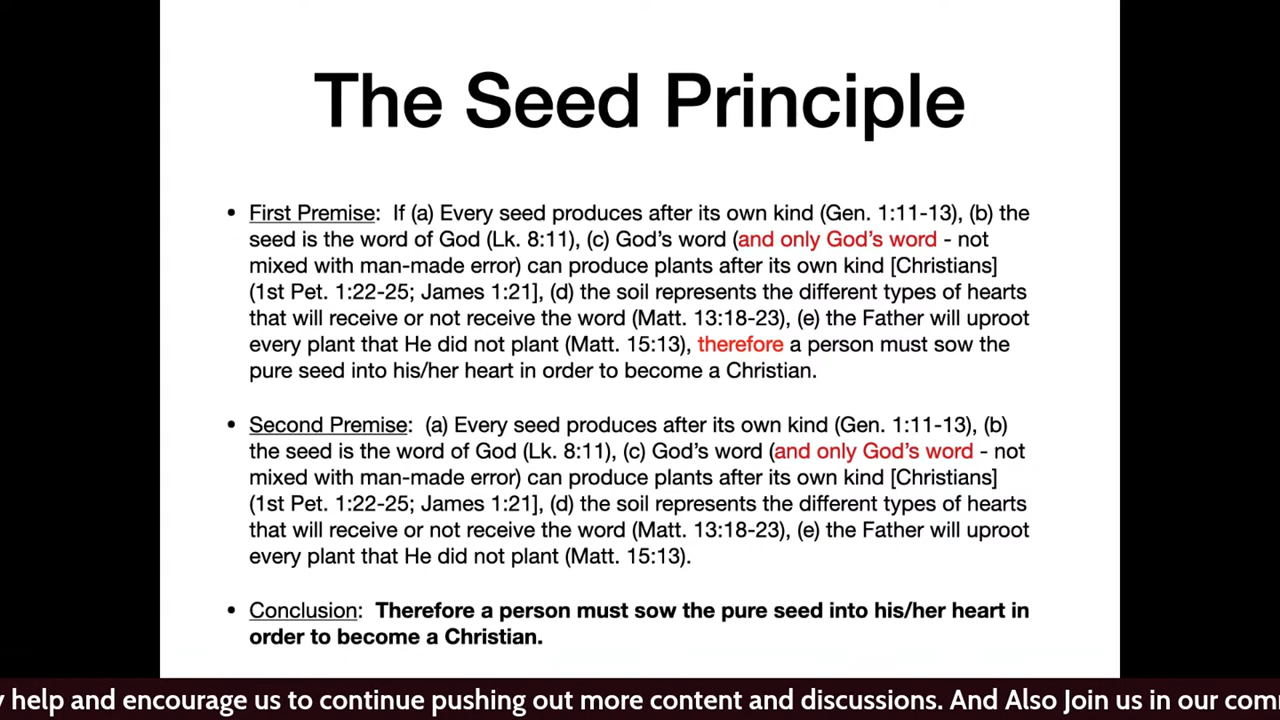 The Seed Principle
• First Premise: If (a) Every seed produces after its own kind (Gen. 1:11-13), (b) the
seed is the word of God (Lk. 8:11), (c) God’s word (and only God’s word - not
mixed with man-made error) can produce plants after its own kind [Christians]
(1st Pet. 1:22-25; James 1:21], (d) the soil represents the different types of hearts
that will receive or not receive the word (Matt. 13:18-23), (e) the Father will uproot
every plant that He did not plant (Matt. 15:13), therefore a person must sow the
pure seed into his/her heart in order to become a Christian.
• Second Premise: (a) Every seed produces after its own kind (Gen. 1:11-13), (b)
the seed is the word of God (Lk. 8:11), (c) God’s word (and only God’s word - not
mixed with man-made error) can produce plants after its own kind [Christians]
(1st Pet. 1:22-25; James 1:21], (d) the soil represents the different types of hearts
that will receive or not receive the word (Matt. 13:18-23), (e) the Father will uproot
every plant that He did not plant (Matt. 15:13).
• Conclusion: Therefore a person must sow the pure seed into his/her heart in
order to become a Christian.
help and encourage us to continue pushing out more content and discussions. And Also Join us in our